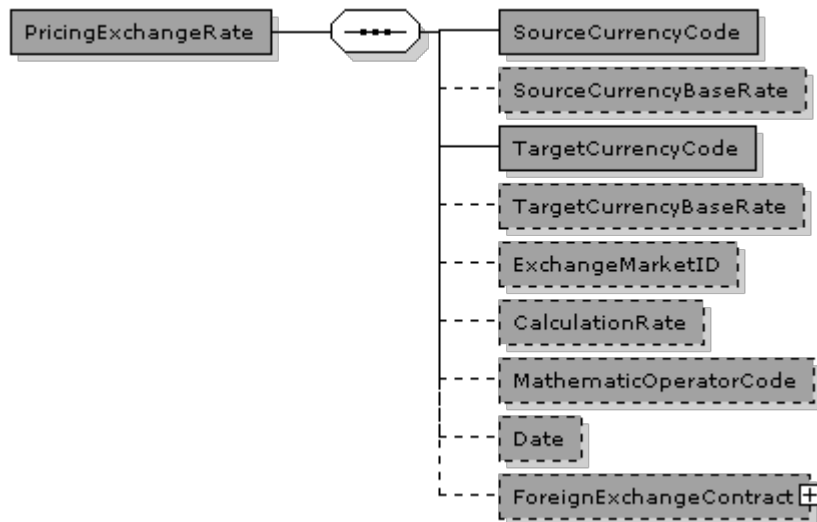 PricingExchangeRate
SourceCurrencyCode
SourceCurrencyBaseRate
TargetCurrencyCode
TargetCurrencyBaseRate
ExchangeMarketID
CalculationRate
MathematicOperatorCode
Date
ForeignExchangeContract